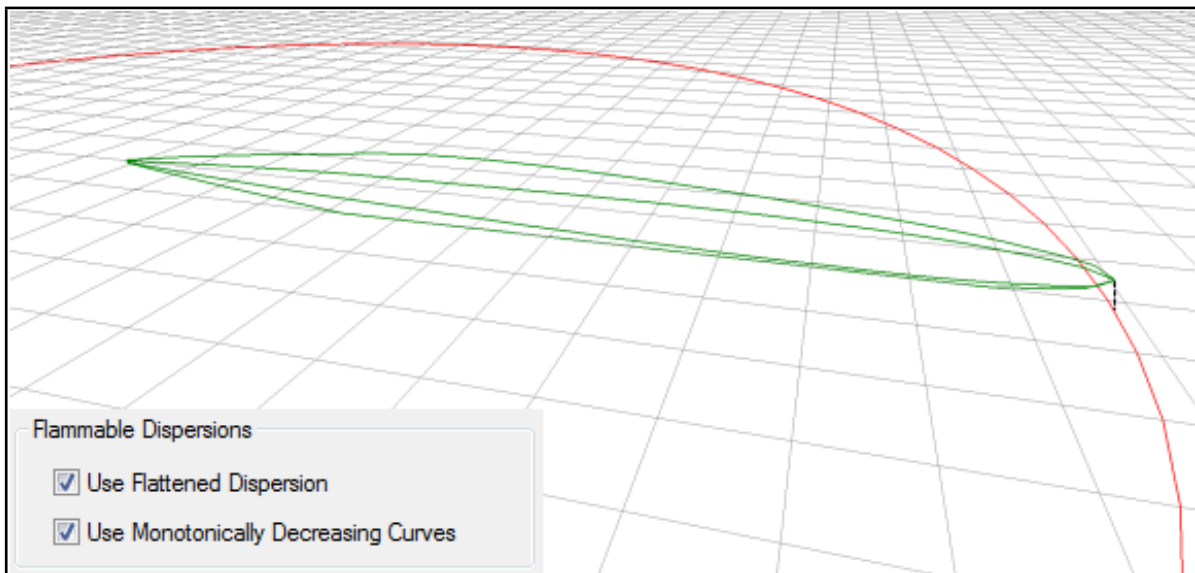 Flammable Dispersions
Use Flattened Dispersion
Use Monotonically Decreasing Curves